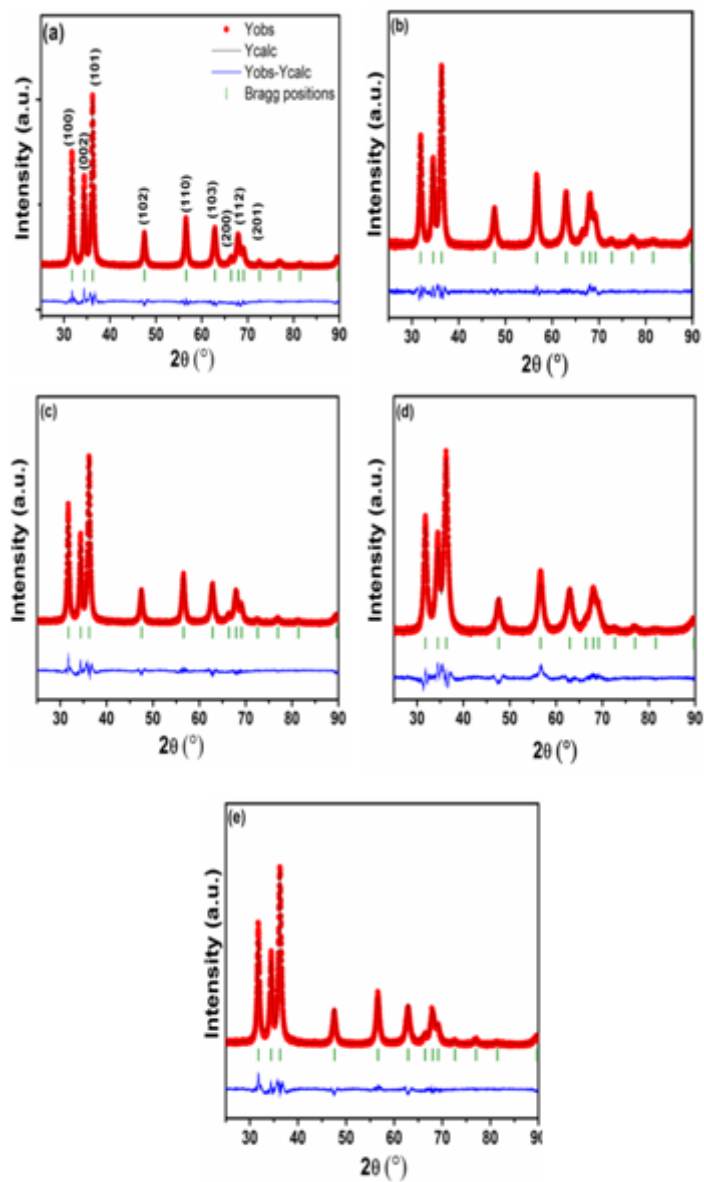 (a)
Yobs
Ycalc
Yobs-Ycalc
Bragg positions
(100)
(002)
(101)
(102)
(110)
(103)
(200)
(112)
(201)
Intensity (a.u.)
30 40 50 60 70 80 90
2θ (°)
(b)
Intensity (a.u.)
30 40 50 60 70 80 90
2θ (°)
(c)
Intensity (a.u.)
30 40 50 60 70 80 90
2θ (°)
(d)
Intensity (a.u.)
30 40 50 60 70 80 90
2θ (°)
(e)
Intensity (a.u.)
30 40 50 60 70 80 90
2θ (°)